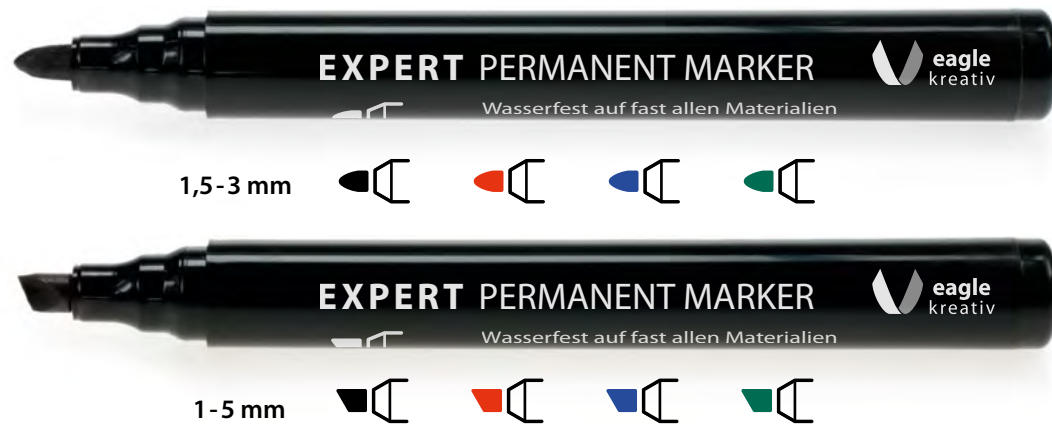 EXPERT PERMANENT MARKER
eagle
kreativ
Wasserfest auf fast allen Materialien
1,5-3 mm
EXPERT PERMANENT MARKER
eagle
kreativ
Wasserfest auf fast allen Materialien
1-5 mm